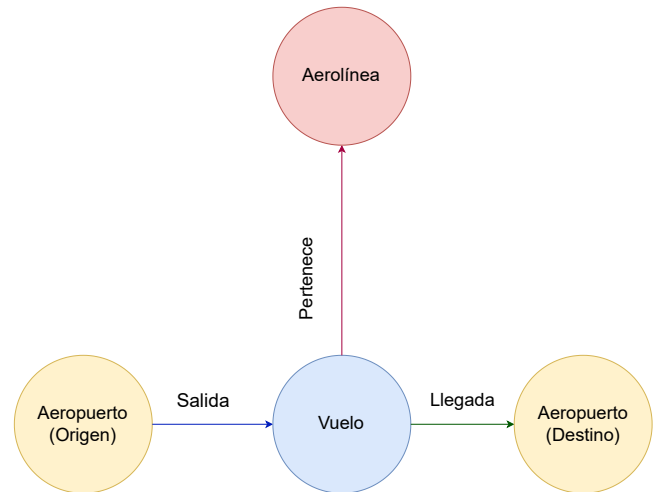 Aerolínea
Pertenece
Salida
Llegada
Aeropuerto
(Origen)
Vuelo
Aeropuerto
(Destino)